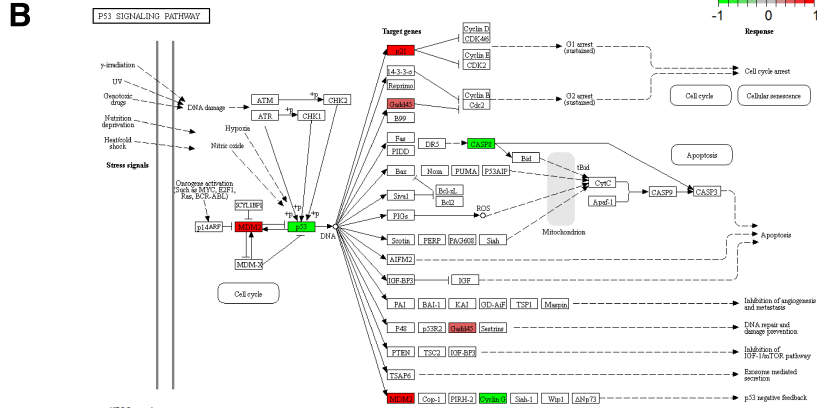 B
P53 SIGNALING PATHWAY
-1 0 1
Target genes
Response
p21
Cyclin D
CDK4/6
Cyclin E
CDK2
G1 arrest
(sustained)
14-3-3-σ
Reprimo
Gadd45
B99
Cyclin B
Cdc2
G2 arrest
(sustained)
Cell cycle arrest
Cell cycle
Cellular senescence
γ-irradiation
UV
Genotoxic
drugs
Nutrition
deprivation
Heat/cold
shock
Stress signals
DNA damage
ATM
ATR
+p
+p
CHK2
CHK1
Hypoxia
Nitric oxide
Oncogene activation
(Such as MYC, E2F1,
Ras, BCR-ABL)
p14ARF
SCYL1BP1
MDM2
MDM-X
+p
+p
+p
p53
DNA
Cell cycle
Fas
PIDD
DR5
CASP8
Bid
tBid
Bax
Noxa
PUMA
P53AIP
Bcl-xL
Bcl2
Siva1
PIGs
ROS
Mitochondrion
CytC
Apaf-1
CASP9
CASP3
Apoptosis
Scotin
PERP
PAG608
Siah
AIFM2
IGF-BP3
IGF
Apoptosis
PAI
BAI-1
KAI
GD-AiF
TSP1
Maspin
Inhibition of angiogenesis
and metastasis
P48
p53R2
Gadd45
Sestrins
DNA repair and
damage prevention
PTEN
TSC2
IGF-BP3
Inhibition of
IGF-1/mTOR pathway
TSAP6
Exosome mediated
secretion
MDM2
Cop-1
PIRH-2
Cyclin G
Siah-1
Wip1
ΔNp73
p53 negative feedback